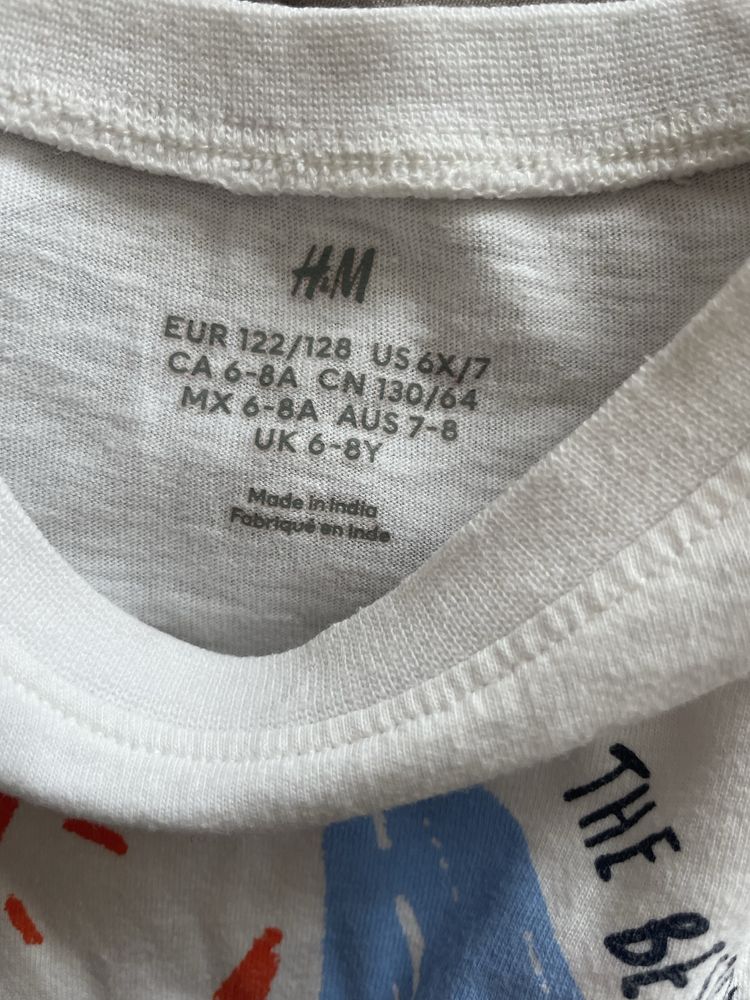 H&M
EUR 122/128 US 6X/7
CA 6-8A CN 130/64
MX 6-8A AUS 7-8
UK 6-8Y
Made in India
Fabriqué en Inde
THE